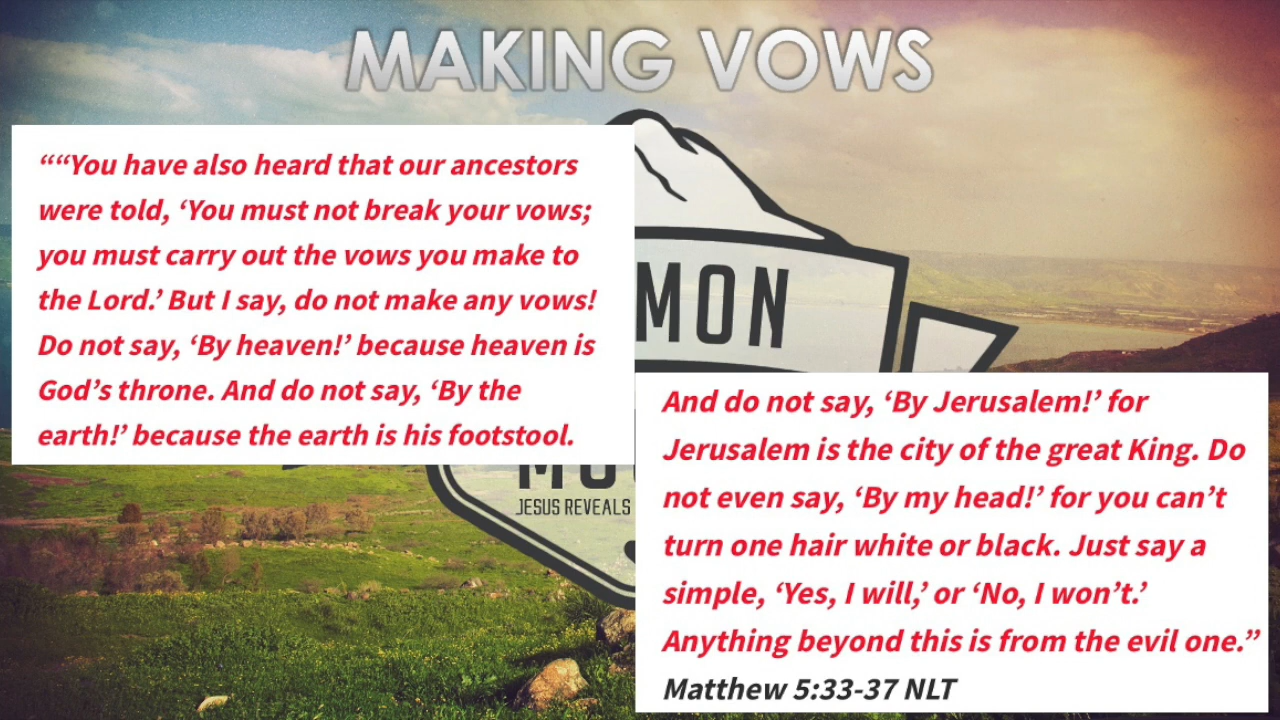 MAKING VOWS
““You have also heard that our ancestors
were told, ‘You must not break your vows;
you must carry out the vows you make to
the Lord.’ But I say, do not make any vows!
Do not say, ‘By heaven!’ because heaven is
God’s throne. And do not say, ‘By the
earth!’ because the earth is his footstool.
MON
JESUS REVEALS
And do not say, ‘By Jerusalem!’ for
Jerusalem is the city of the great King. Do
not even say, ‘By my head!’ for you can’t
turn one hair white or black. Just say a
simple, ‘Yes, I will,’ or ‘No, I won’t.’
Anything beyond this is from the evil one.”
Matthew 5:33-37 NLT